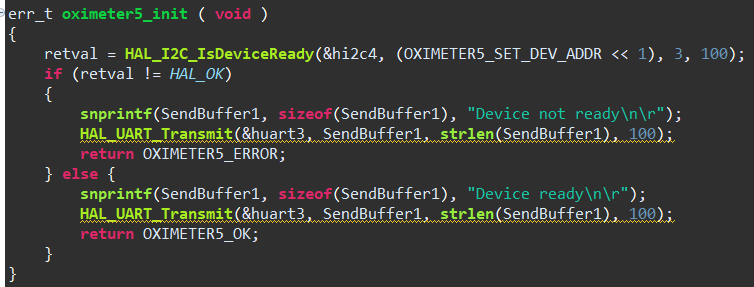 err_t oximeter5_init ( void )
{
    retval = HAL_I2C_IsDeviceReady(&hi2c4, (OXIMETER5_SET_DEV_ADDR << 1), 3, 100);
    if (retval != HAL_OK)
    {
        snprintf(SendBuffer1, sizeof(SendBuffer1), "Device not ready\n\r");
        HAL_UART_Transmit(&huart3, SendBuffer1, strlen(SendBuffer1), 100);
        return OXIMETER5_ERROR;
    } else {
        snprintf(SendBuffer1, sizeof(SendBuffer1), "Device ready\n\r");
        HAL_UART_Transmit(&huart3, SendBuffer1, strlen(SendBuffer1), 100);
        return OXIMETER5_OK;
    }
}